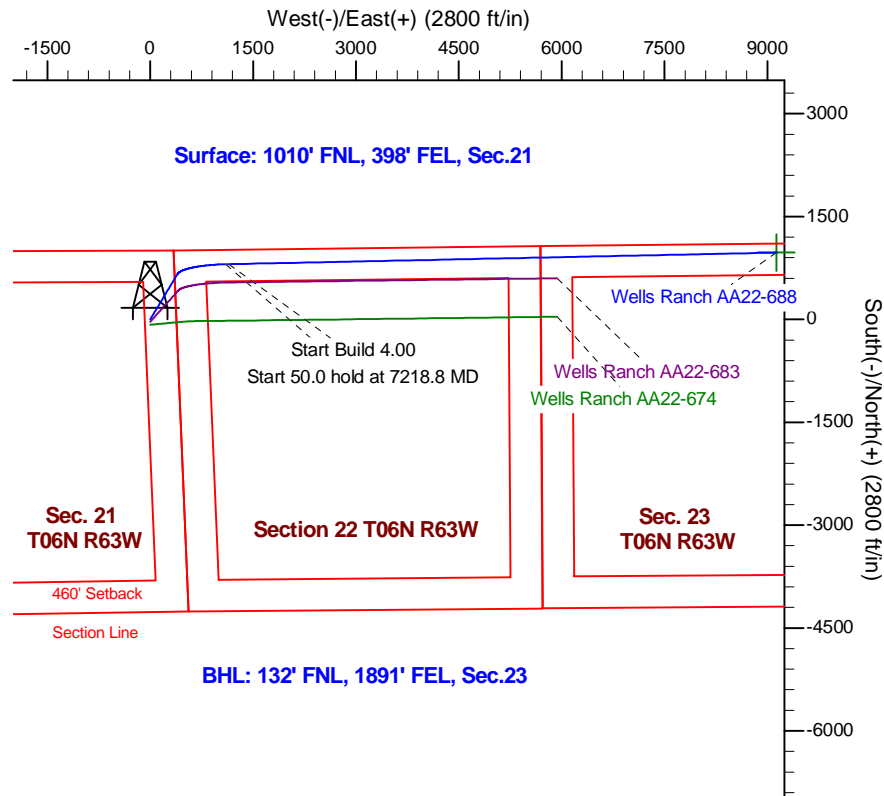 West(-)/East(+) (2800 ft/in)
-1500 0 1500 3000 4500 6000 7500 9000
3000
Surface: 1010' FNL, 398' FEL, Sec.21
1500
Wells Ranch AA22-688
0
Start Build 4.00
Start 50.0 hold at 7218.8 MD
Wells Ranch AA22-683
Wells Ranch AA22-674
South(-)/North(+) (2800 ft/in)
-1500
Sec. 21
T06N R63W
Section 22 T06N R63W
Sec. 23
T06N R63W
-3000
460' Setback
-4500
Section Line
BHL: 132' FNL, 1891' FEL, Sec.23
-6000